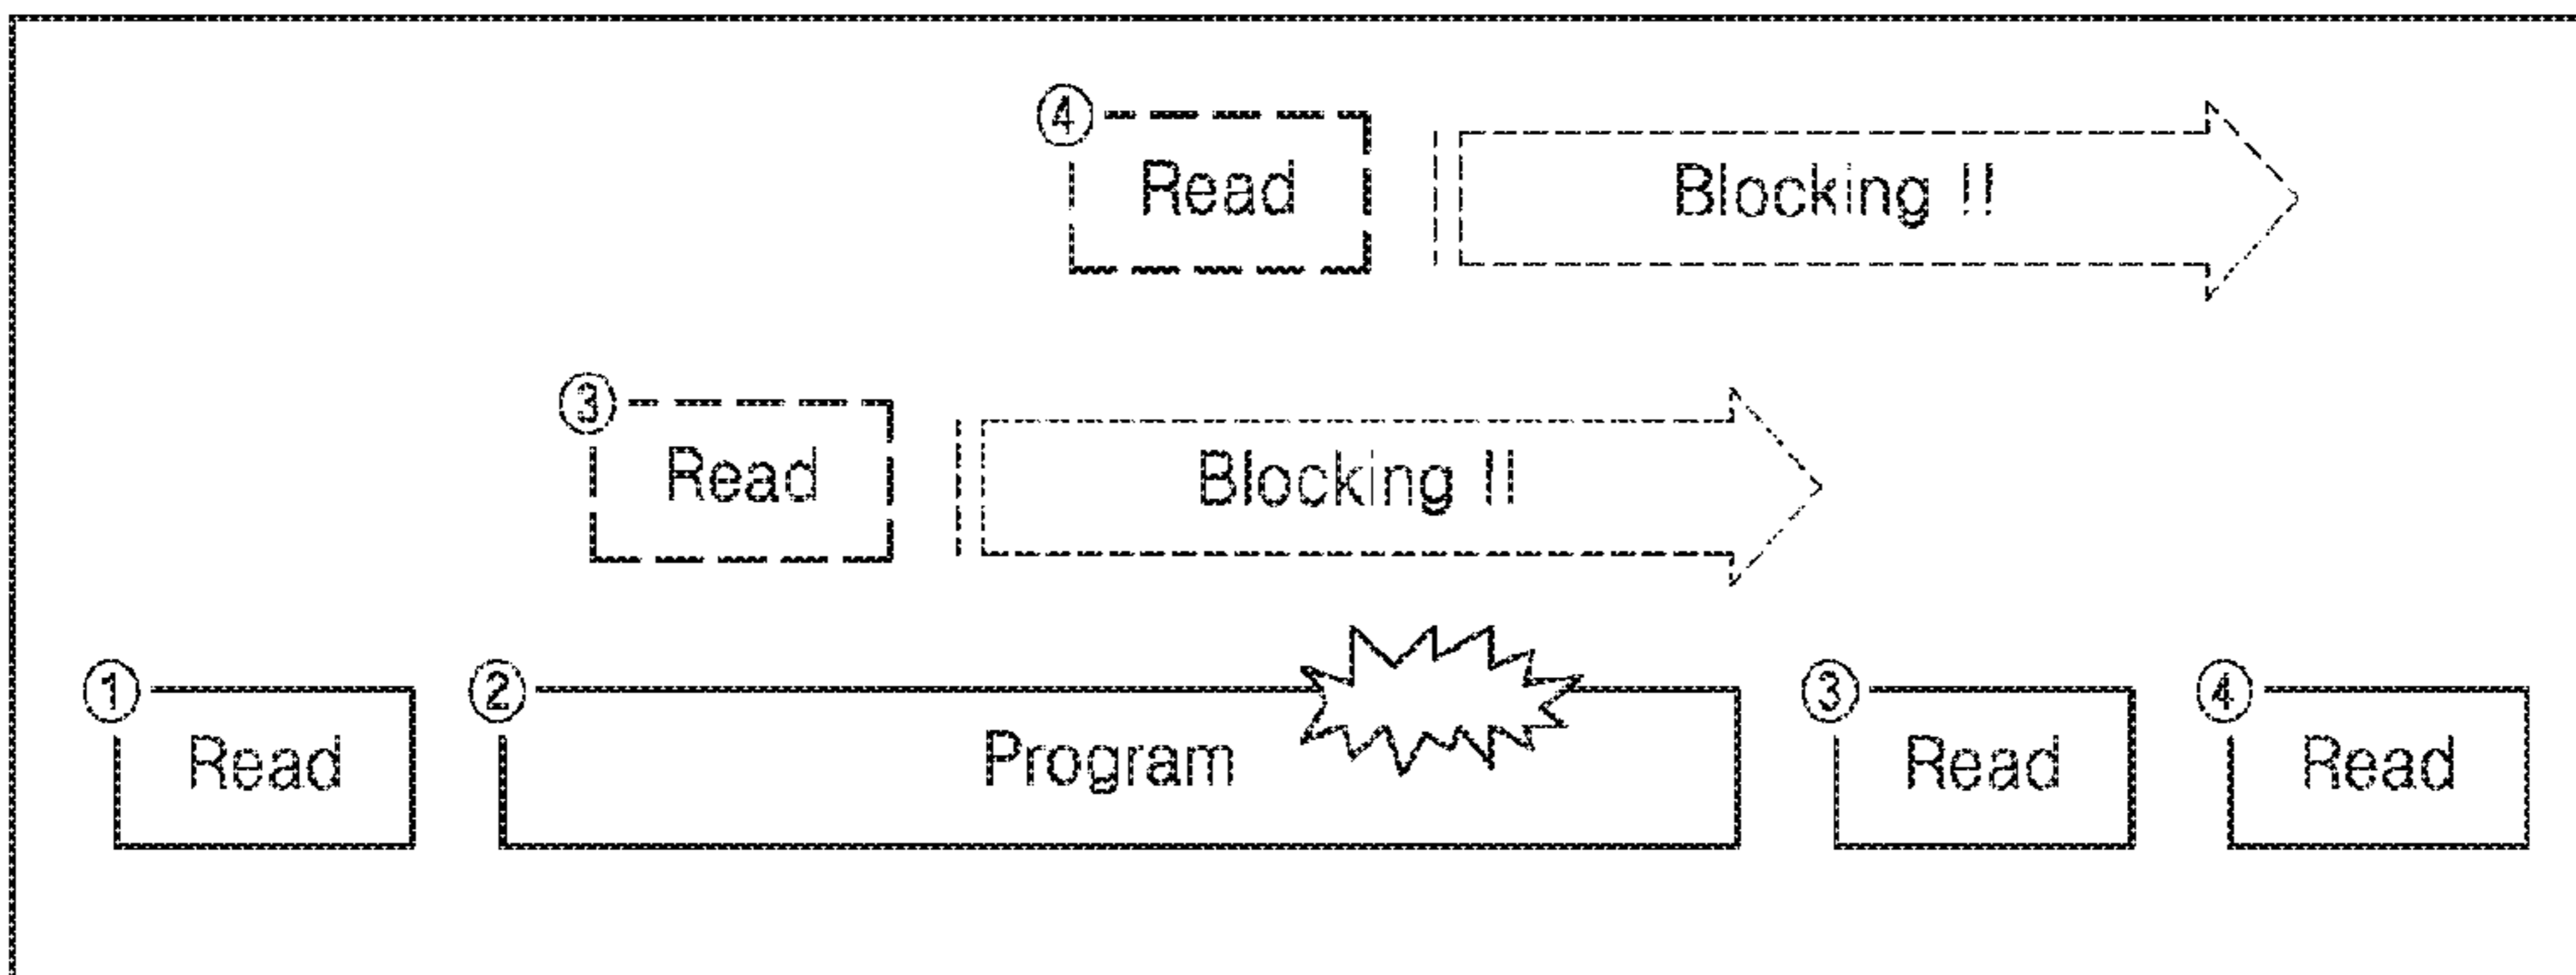 ④ Read Blocking !!
③ Read Blocking !!
① Read ② Program ③ Read ④ Read